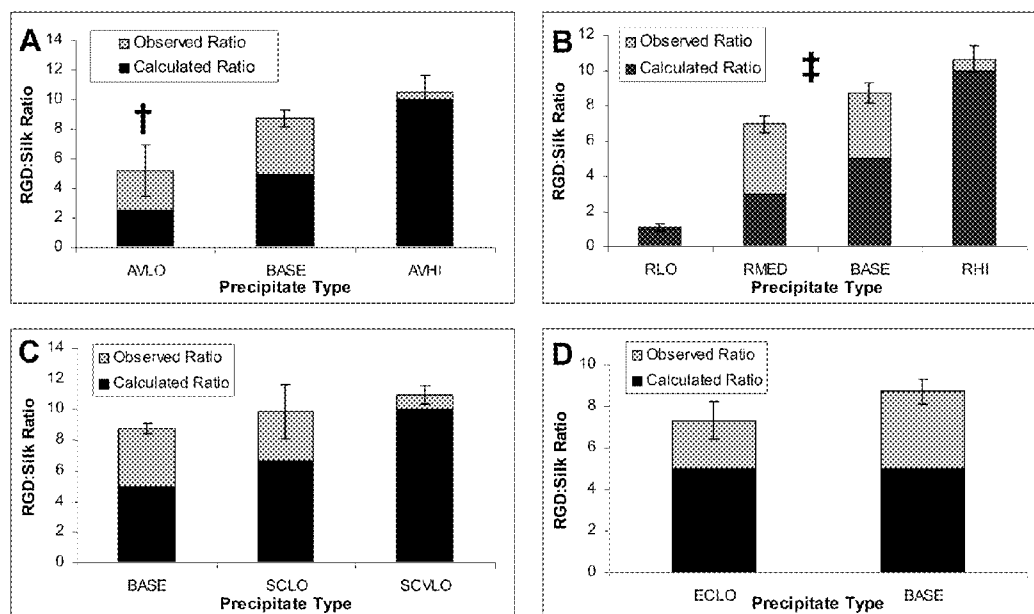 A
Observed Ratio
Calculated Ratio
†
RGD:Silk Ratio
14
12
10
8
6
4
2
0
AVLO BASE AVHI
Precipitate Type
B
Observed Ratio
Calculated Ratio
‡
RGD:Silk Ratio
12
10
8
6
4
2
0
RLO RMED BASE RHI
Precipitate Type
C
Observed Ratio
Calculated Ratio
RGD:Silk Ratio
14
12
10
8
6
4
2
0
BASE SCLO SCVLO
Precipitate Type
D
Observed Ratio
Calculated Ratio
RGD:Silk Ratio
10
8
6
4
2
0
ECLO BASE
Precipitate Type